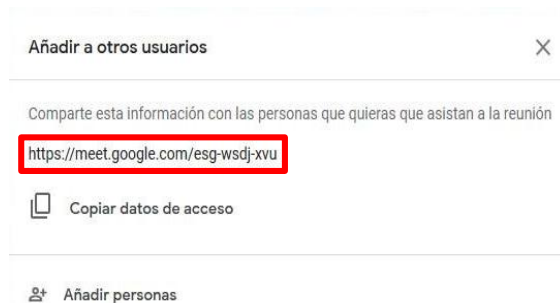 Añadir a otros usuarios
Comparte esta información con las personas que quieras que asistan a la reunión
https://meet.google.com/esg-wsdj-xvu
Copiar datos de acceso
Añadir personas